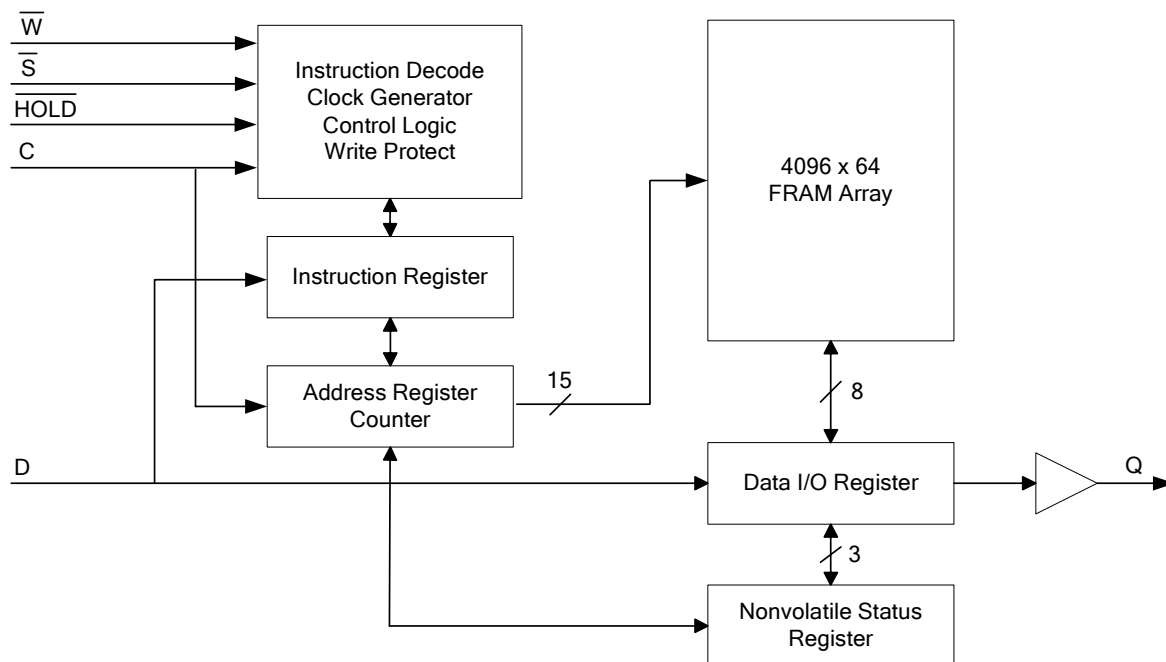 W
S
HOLD
C
Instruction Decode
Clock Generator
Control Logic
Write Protect
4096 x 64
FRAM Array
Instruction Register
Address Register
Counter
15
8
D
Data I/O Register
Q
3
Nonvolatile Status
Register